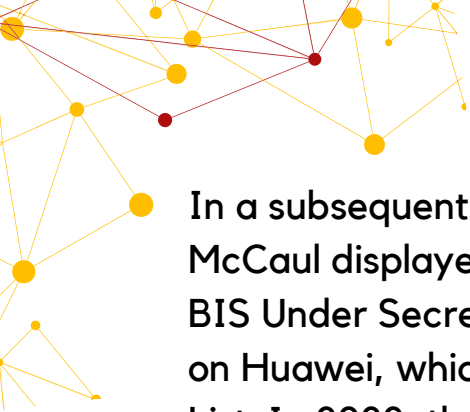 In a subsequent
McCaul displaye
BIS Under Secre
on Huawei, whic